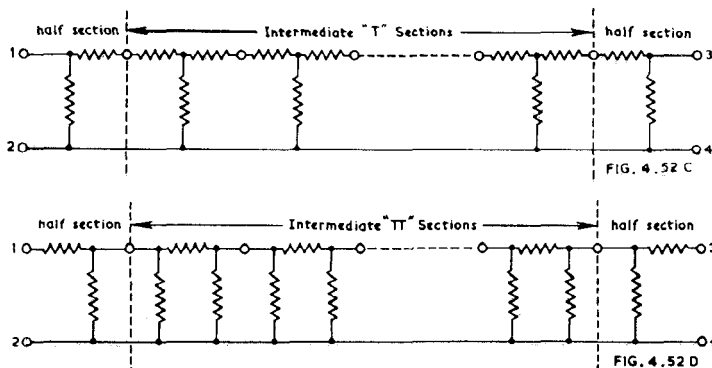 half section
Intermediate "T" Sections
half section
1
3
2
4
FIG. 4.52 C
half section
Intermediate "TT" Sections
half section
1
3
2
4
FIG. 4.52 D